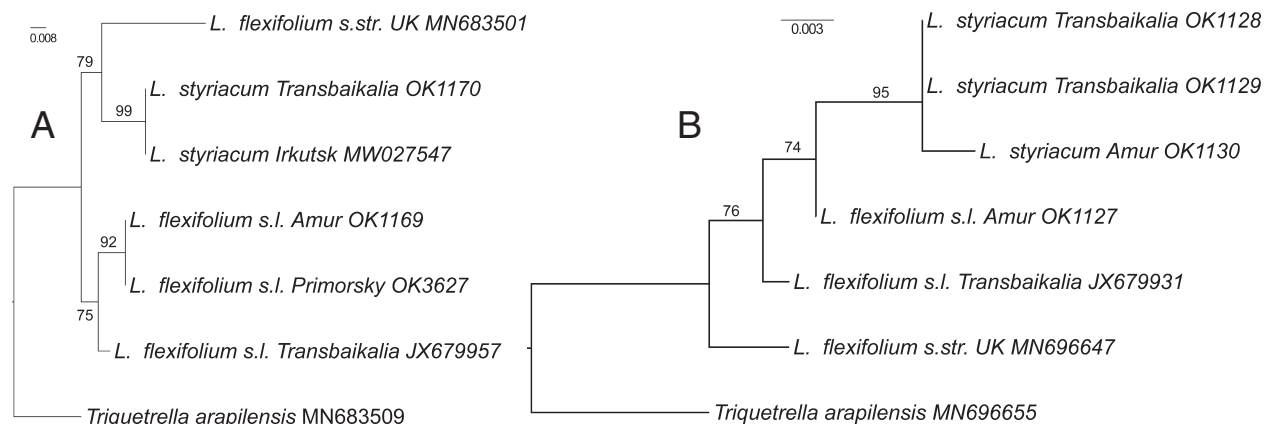 0.008
L. flexifolium s.str. UK MN683501
79
L. styriacum Transbaikalia OK1170
99
A
L. styriacum Irkutsk MW027547
L. flexifolium s.l. Amur OK1169
92
L. flexifolium s.l. Primorsky OK3627
75
L. flexifolium s.l. Transbaikalia JX679957
Triquetrella arapilensis MN683509
0.003
L. styriacum Transbaikalia OK1128
L. styriacum Transbaikalia OK1129
95
B
L. styriacum Amur OK1130
74
L. flexifolium s.l. Amur OK1127
76
L. flexifolium s.l. Transbaikalia JX679931
L. flexifolium s.str. UK MN696647
Triquetrella arapilensis MN696655